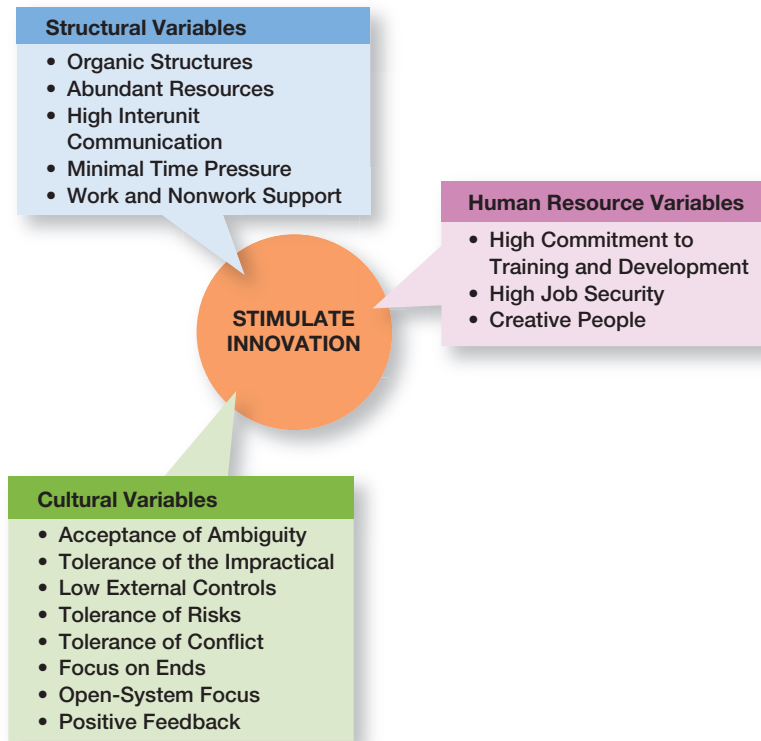 Structural Variables
• Organic Structures
• Abundant Resources
• High Interunit
Communication
• Minimal Time Pressure
• Work and Nonwork Support
Human Resource Variables
• High Commitment to
Training and Development
• High Job Security
• Creative People
STIMULATE
INNOVATION
Cultural Variables
• Acceptance of Ambiguity
• Tolerance of the Impractical
• Low External Controls
• Tolerance of Risks
• Tolerance of Conflict
• Focus on Ends
• Open-System Focus
• Positive Feedback